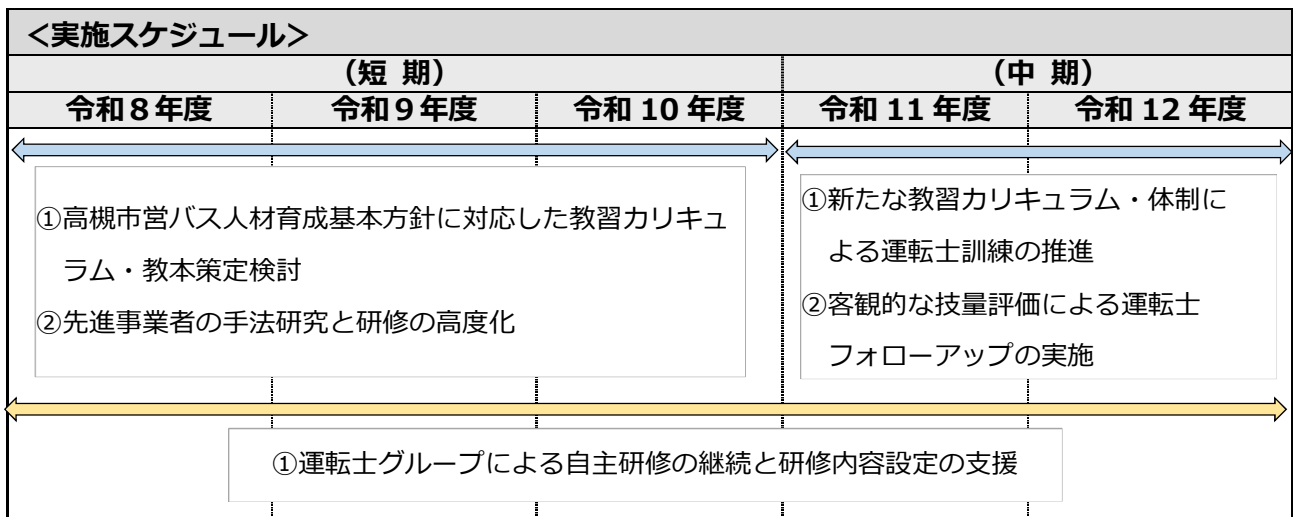 ＜実施スケジュール＞
（短 期）
（中 期）
令和８年度
令和９年度
令和 10 年度
令和 11 年度
令和 12 年度
①高槻市営バス人材育成基本方針に対応した教習カリキュ
ラム・教本策定検討
②先進事業者の手法研究と研修の高度化
①新たな教習カリキュラム・体制に
よる運転士訓練の推進
②客観的な技量評価による運転士
フォローアップの実施
①運転士グループによる自主研修の継続と研修内容設定の支援